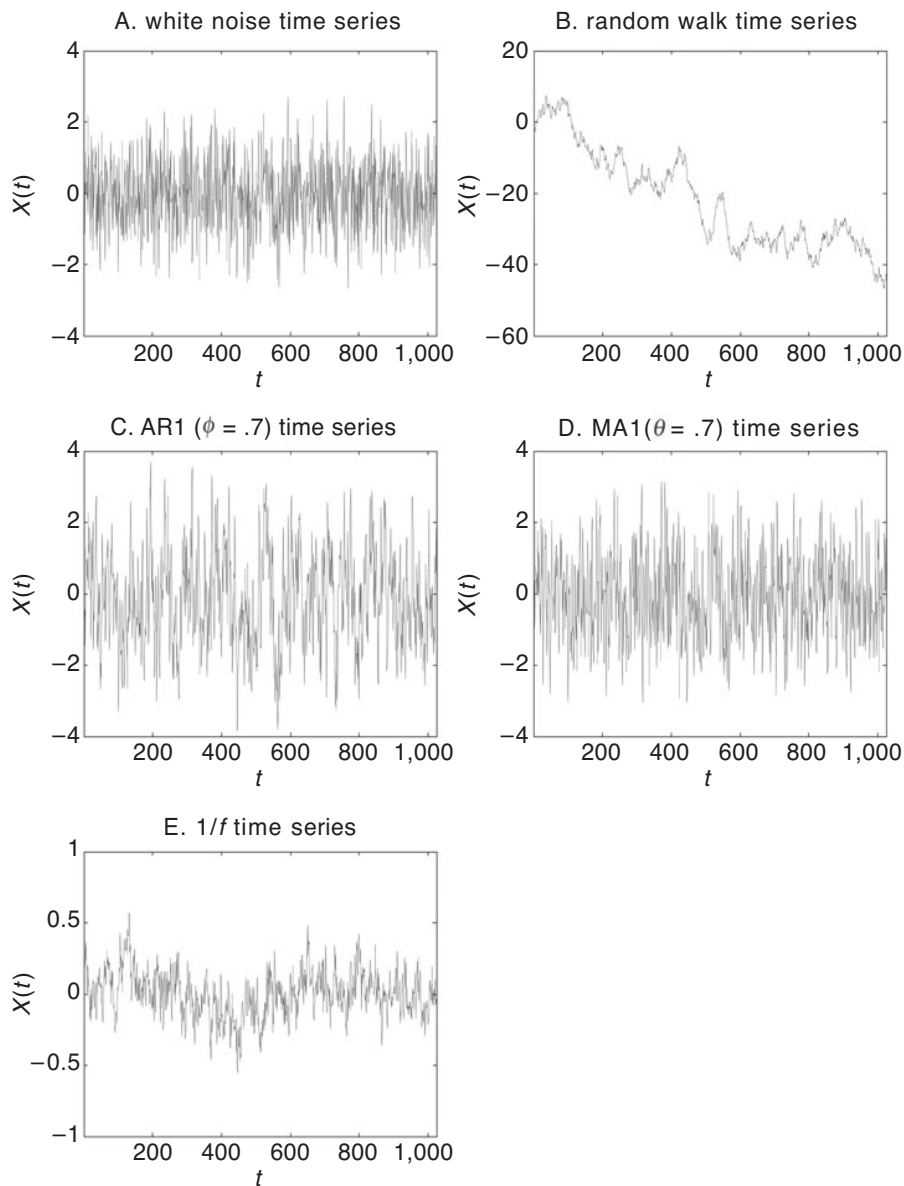 A. white noise time series
4
2
0
−2
−4
X(t)
200 400 600 800 1,000
t
B. random walk time series
20
0
−20
−40
−60
X(t)
200 400 600 800 1,000
t
C. AR1 (ϕ = .7) time series
4
2
0
−2
−4
X(t)
200 400 600 800 1,000
t
D. MA1(θ = .7) time series
4
2
0
−2
−4
X(t)
200 400 600 800 1,000
t
E. 1/f time series
1
0.5
0
−0.5
−1
X(t)
200 400 600 800 1,000
t